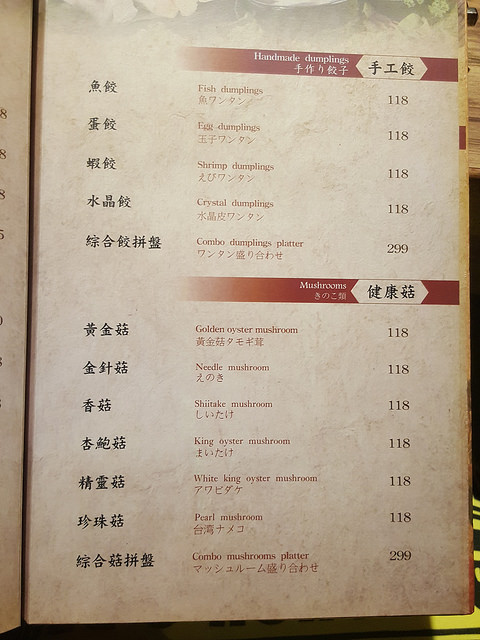 Handmade dumplings
手作り餃子
手工餃
魚餃
Fish dumplings
魚ワンタン
118
蛋餃
Egg dumplings
玉子ワンタン
118
蝦餃
Shrimp dumplings
えびワンタン
118
水晶餃
Crystal dumplings
水晶皮ワンタン
118
綜合餃拼盤
Combo dumplings platter
ワンタン盛り合わせ
299
Mushrooms
きのこ類
健康菇
黃金菇
Golden oyster mushroom
黃金菇タモギ茸
118
金針菇
Needle mushroom
えのき
118
香菇
Shiitake mushroom
しいたけ
118
杏鮑菇
King oyster mushroom
まいたけ
118
精靈菇
White king oyster mushroom
アワビダケ
118
珍珠菇
Pearl mushroom
台湾ナメコ
118
綜合菇拼盤
Combo mushrooms platter
マッシュルーム盛り合わせ
299